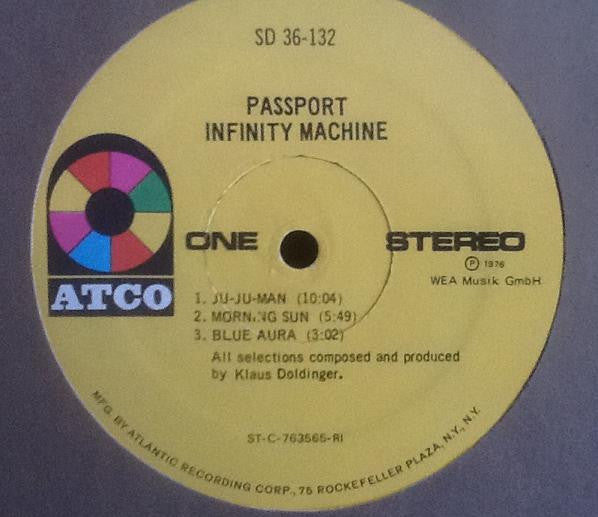 SD 36-132
PASSPORT
INFINITY MACHINE
ONE STEREO
Ⓟ 1976
WEA Musik GmbH
ATCO
1. JU-JU-MAN (10:04)
2. MORNING SUN (5:49)
3. BLUE AURA (3:02)
All selections composed and produced
by Klaus Doldinger.
ST-C-763565-RI
MFG. BY ATLANTIC RECORDING CORP., 75 ROCKEFELLER PLAZA, N.Y., N.Y.